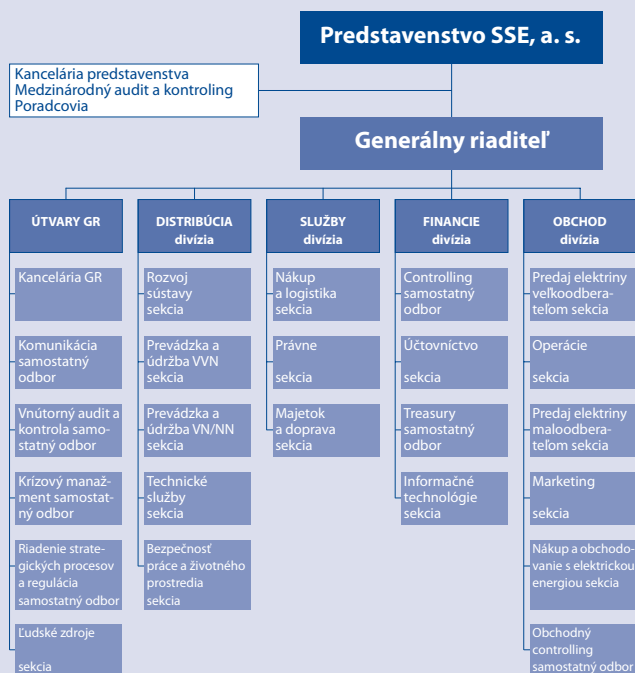 Predstavenstvo SSE, a. s.
Kancelária predstavenstva
Medzinárodný audit a kontroling
Poradcovia
Generálny riaditeľ
ÚTVARY GR
Kancelária GR
Komunikácia
samostatný
odbor
Vnútorný audit a
kontrola samo-
statný odbor
Krízový manaž-
ment samostat-
ný odbor
Riadenie strate-
gických procesov
a regulácia
samostatný odbor
Ľudské zdroje
sekcia
DISTRIBÚCIA
divízia
Rozvoj
sústavy
sekcia
Prevádzka a
údržba VVN
sekcia
Prevádzka a
údržba VN/NN
sekcia
Technické
služby
sekcia
Bezpečnosť
práce a životného
prostredia
sekcia
SLUŽBY
divízia
Nákup
a logistika
sekcia
Právne
sekcia
Majetok
a doprava
sekcia
FINANCIE
divízia
Controlling
samostatný
odbor
Účtovníctvo
sekcia
Treasury
samostatný
odbor
Informačné
technológie
sekcia
OBCHOD
divízia
Predaj elektriny
veľkoodbera-
teľom sekcia
Operácie
sekcia
Predaj elektriny
maloodbera-
teľom sekcia
Marketing
sekcia
Nákup a obchodo-
vanie s elektrickou
energiou sekcia
Obchodný
controlling
samostatný odbor